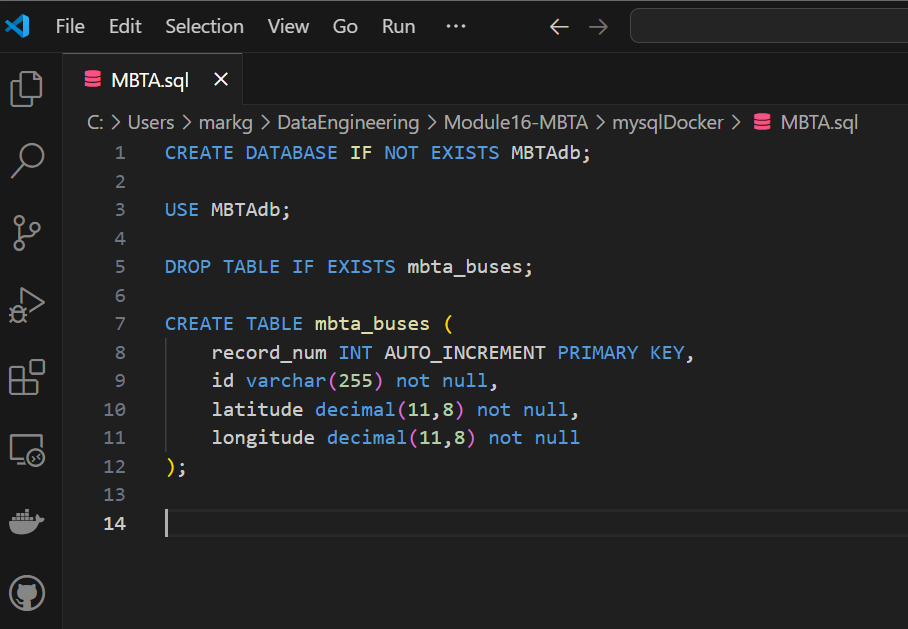 File Edit Selection View Go Run ···
MBTA.sql
C: > Users > markg > DataEngineering > Module16-MBTA > mysqlDocker > MBTA.sql
1 CREATE DATABASE IF NOT EXISTS MBTAdb;
2
3 USE MBTAdb;
4
5 DROP TABLE IF EXISTS mbta_buses;
6
7 CREATE TABLE mbta_buses (
8 record_num INT AUTO_INCREMENT PRIMARY KEY,
9 id varchar(255) not null,
10 latitude decimal(11,8) not null,
11 longitude decimal(11,8) not null
12 );
13
14